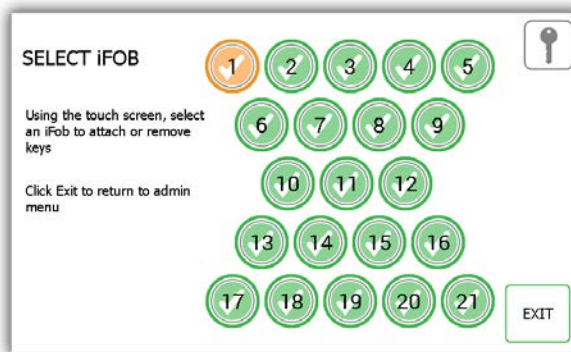 SELECT iFOB
Using the touch screen, select
an iFob to attach or remove
keys
Click Exit to return to admin
menu
1 2 3 4 5
6 7 8 9
10 11 12
13 14 15 16
17 18 19 20 21
EXIT